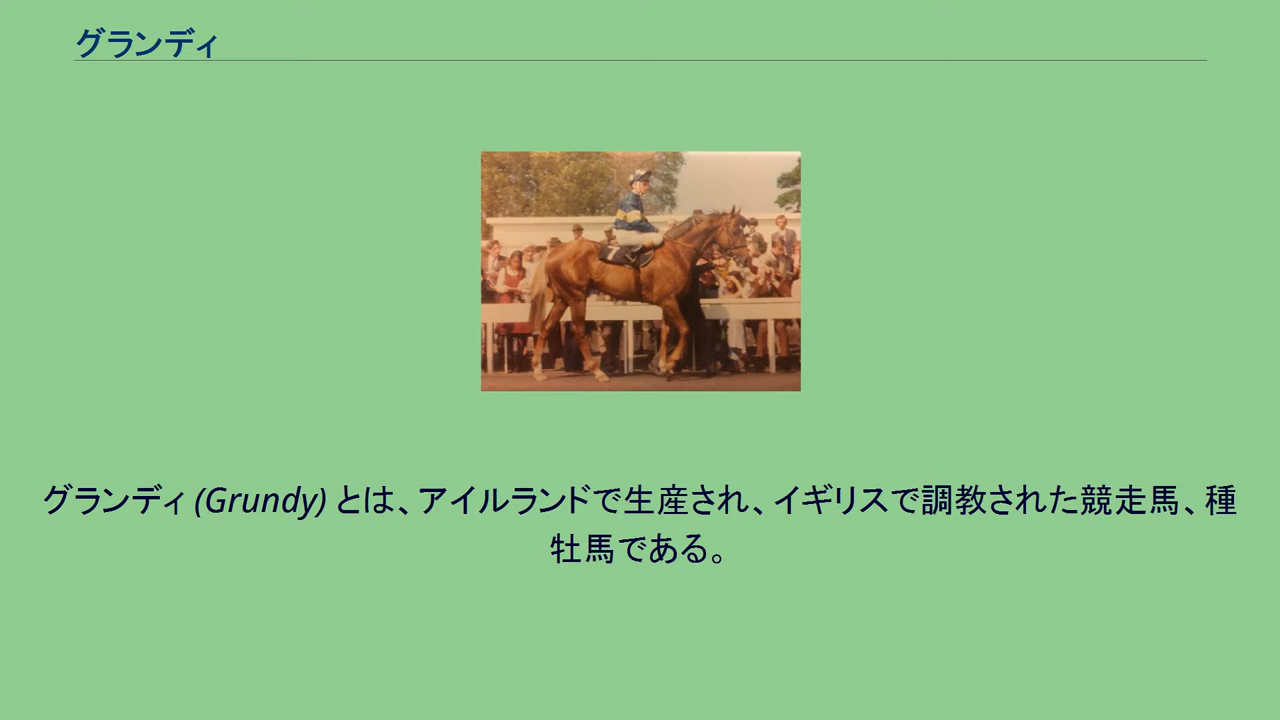 グランディ
グランディ (Grundy) とは、アイルランドで生産され、イギリスで調教された競走馬、種
牡馬である。